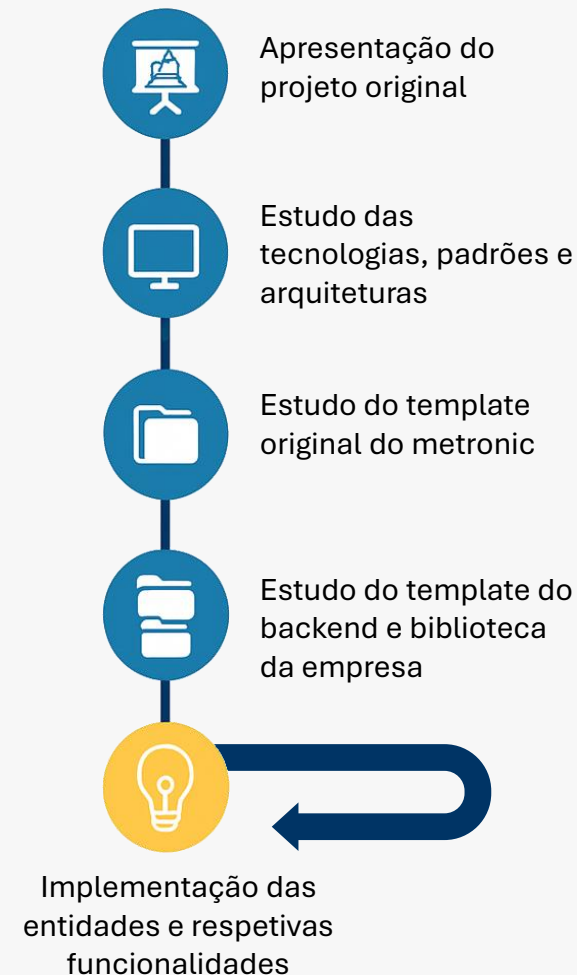 Apresentação do
projeto original
Estudo das
tecnologias, padrões e
arquiteturas
Estudo do template
original do metronic
Estudo do template do
backend e biblioteca
da empresa
Implementação das
entidades e respetivas
funcionalidades